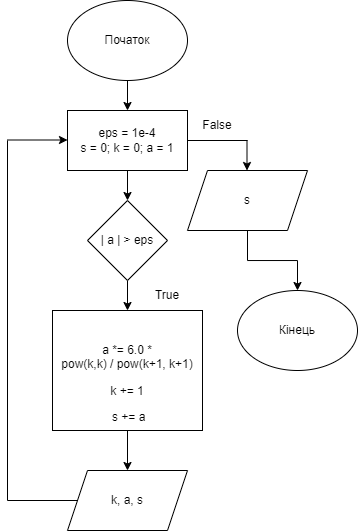 Початок
eps = 1e-4
s = 0; k = 0; a = 1
False
s
| a | > eps
True
Кінець
a *= 6.0 *
pow(k,k) / pow(k+1, k+1)
k += 1
s += a
k, a, s